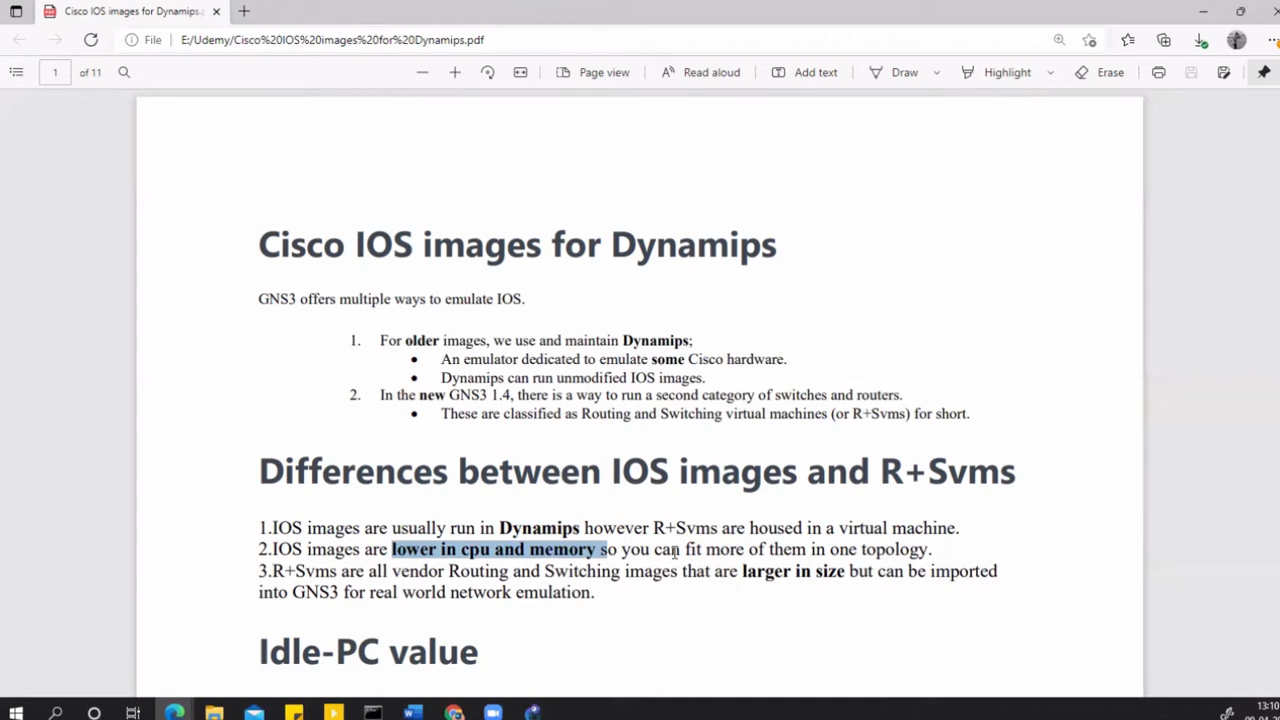 Cisco IOS images for Dynamips.
File
E:/Udemy/Cisco%20IOS%20images%20for%20Dynamips.pdf
1 of 11
Page view
Read aloud
Add text
Draw
Highlight
Erase
Cisco IOS images for Dynamips
GNS3 offers multiple ways to emulate IOS.
1. For older images, we use and maintain Dynamips;
• An emulator dedicated to emulate some Cisco hardware.
• Dynamips can run unmodified IOS images.
2. In the new GNS3 1.4, there is a way to run a second category of switches and routers.
• These are classified as Routing and Switching virtual machines (or R+Svms) for short.
Differences between IOS images and R+Svms
1.IOS images are usually run in Dynamips however R+Svms are housed in a virtual machine.
2.IOS images are lower in cpu and memory so you can fit more of them in one topology.
3.R+Svms are all vendor Routing and Switching images that are larger in size but can be imported
into GNS3 for real world network emulation.
Idle-PC value
13:10